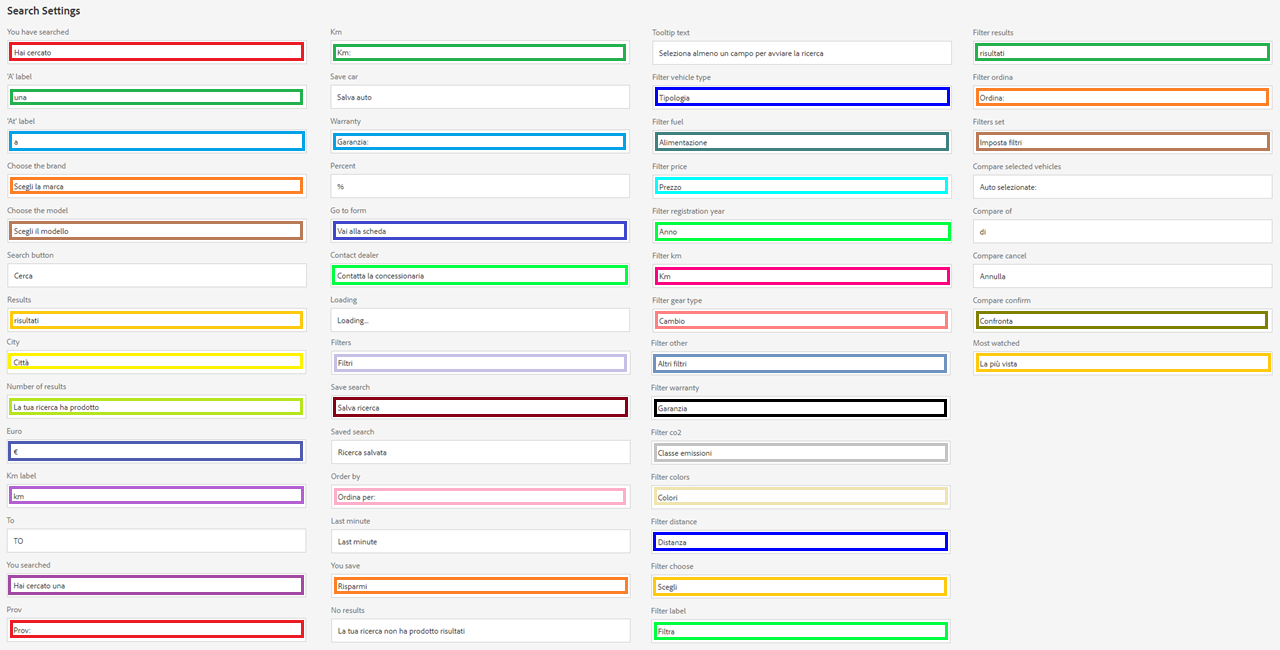 Search Settings
You have searched
Hai cercato
'A' label
una
'At' label
a
Choose the brand
Scegli la marca
Choose the model
Scegli il modello
Search button
Cerca
Results
risultati
City
Città
Number of results
La tua ricerca ha prodotto
Euro
€
Km label
km
To
TO
You searched
Hai cercato una
Prov
Prov:
Km
Km:
Save car
Salva auto
Warranty
Garanzia:
Percent
%
Go to form
Vai alla scheda
Contact dealer
Contatta la concessionaria
Loading
Loading...
Filters
Filtri
Save search
Salva ricerca
Saved search
Ricerca salvata
Order by
Ordina per:
Last minute
Last minute
You save
Risparmi
No results
La tua ricerca non ha prodotto risultati
Tooltip text
Seleziona almeno un campo per avviare la ricerca
Filter vehicle type
Tipologia
Filter fuel
Alimentazione
Filter price
Prezzo
Filter registration year
Anno
Filter km
Km
Filter gear type
Cambio
Filter other
Altri filtri
Filter warranty
Garanzia
Filter co2
Classe emissioni
Filter colors
Colori
Filter distance
Distanza
Filter choose
Scegli
Filter label
Filtra
Filter results
risultati
Filter ordina
Ordina:
Filters set
Imposta filtri
Compare selected vehicles
Auto selezionate:
Compare of
di
Compare cancel
Annulla
Compare confirm
Confronta
Most watched
La più vista